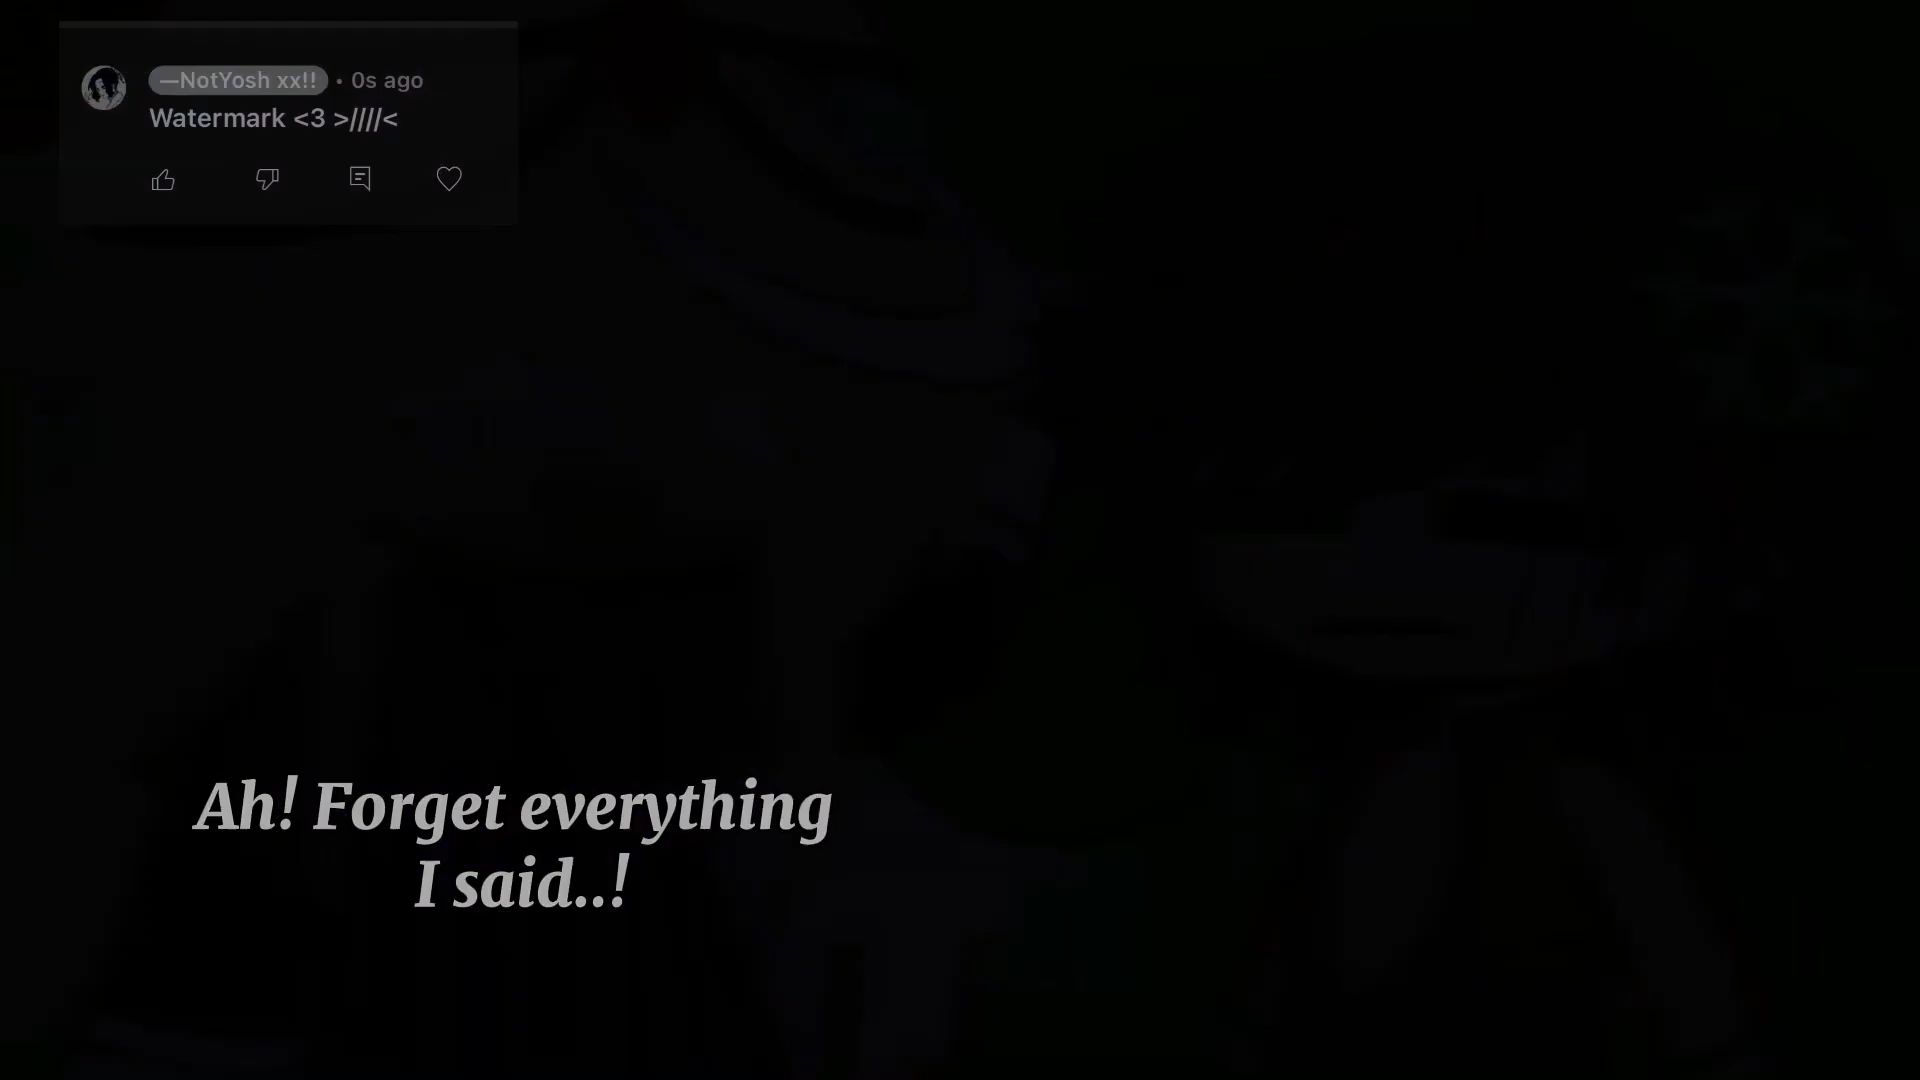 —NotYosh xx!! • 0s ago
Watermark <3 >////<
Ah! Forget everything
I said..!